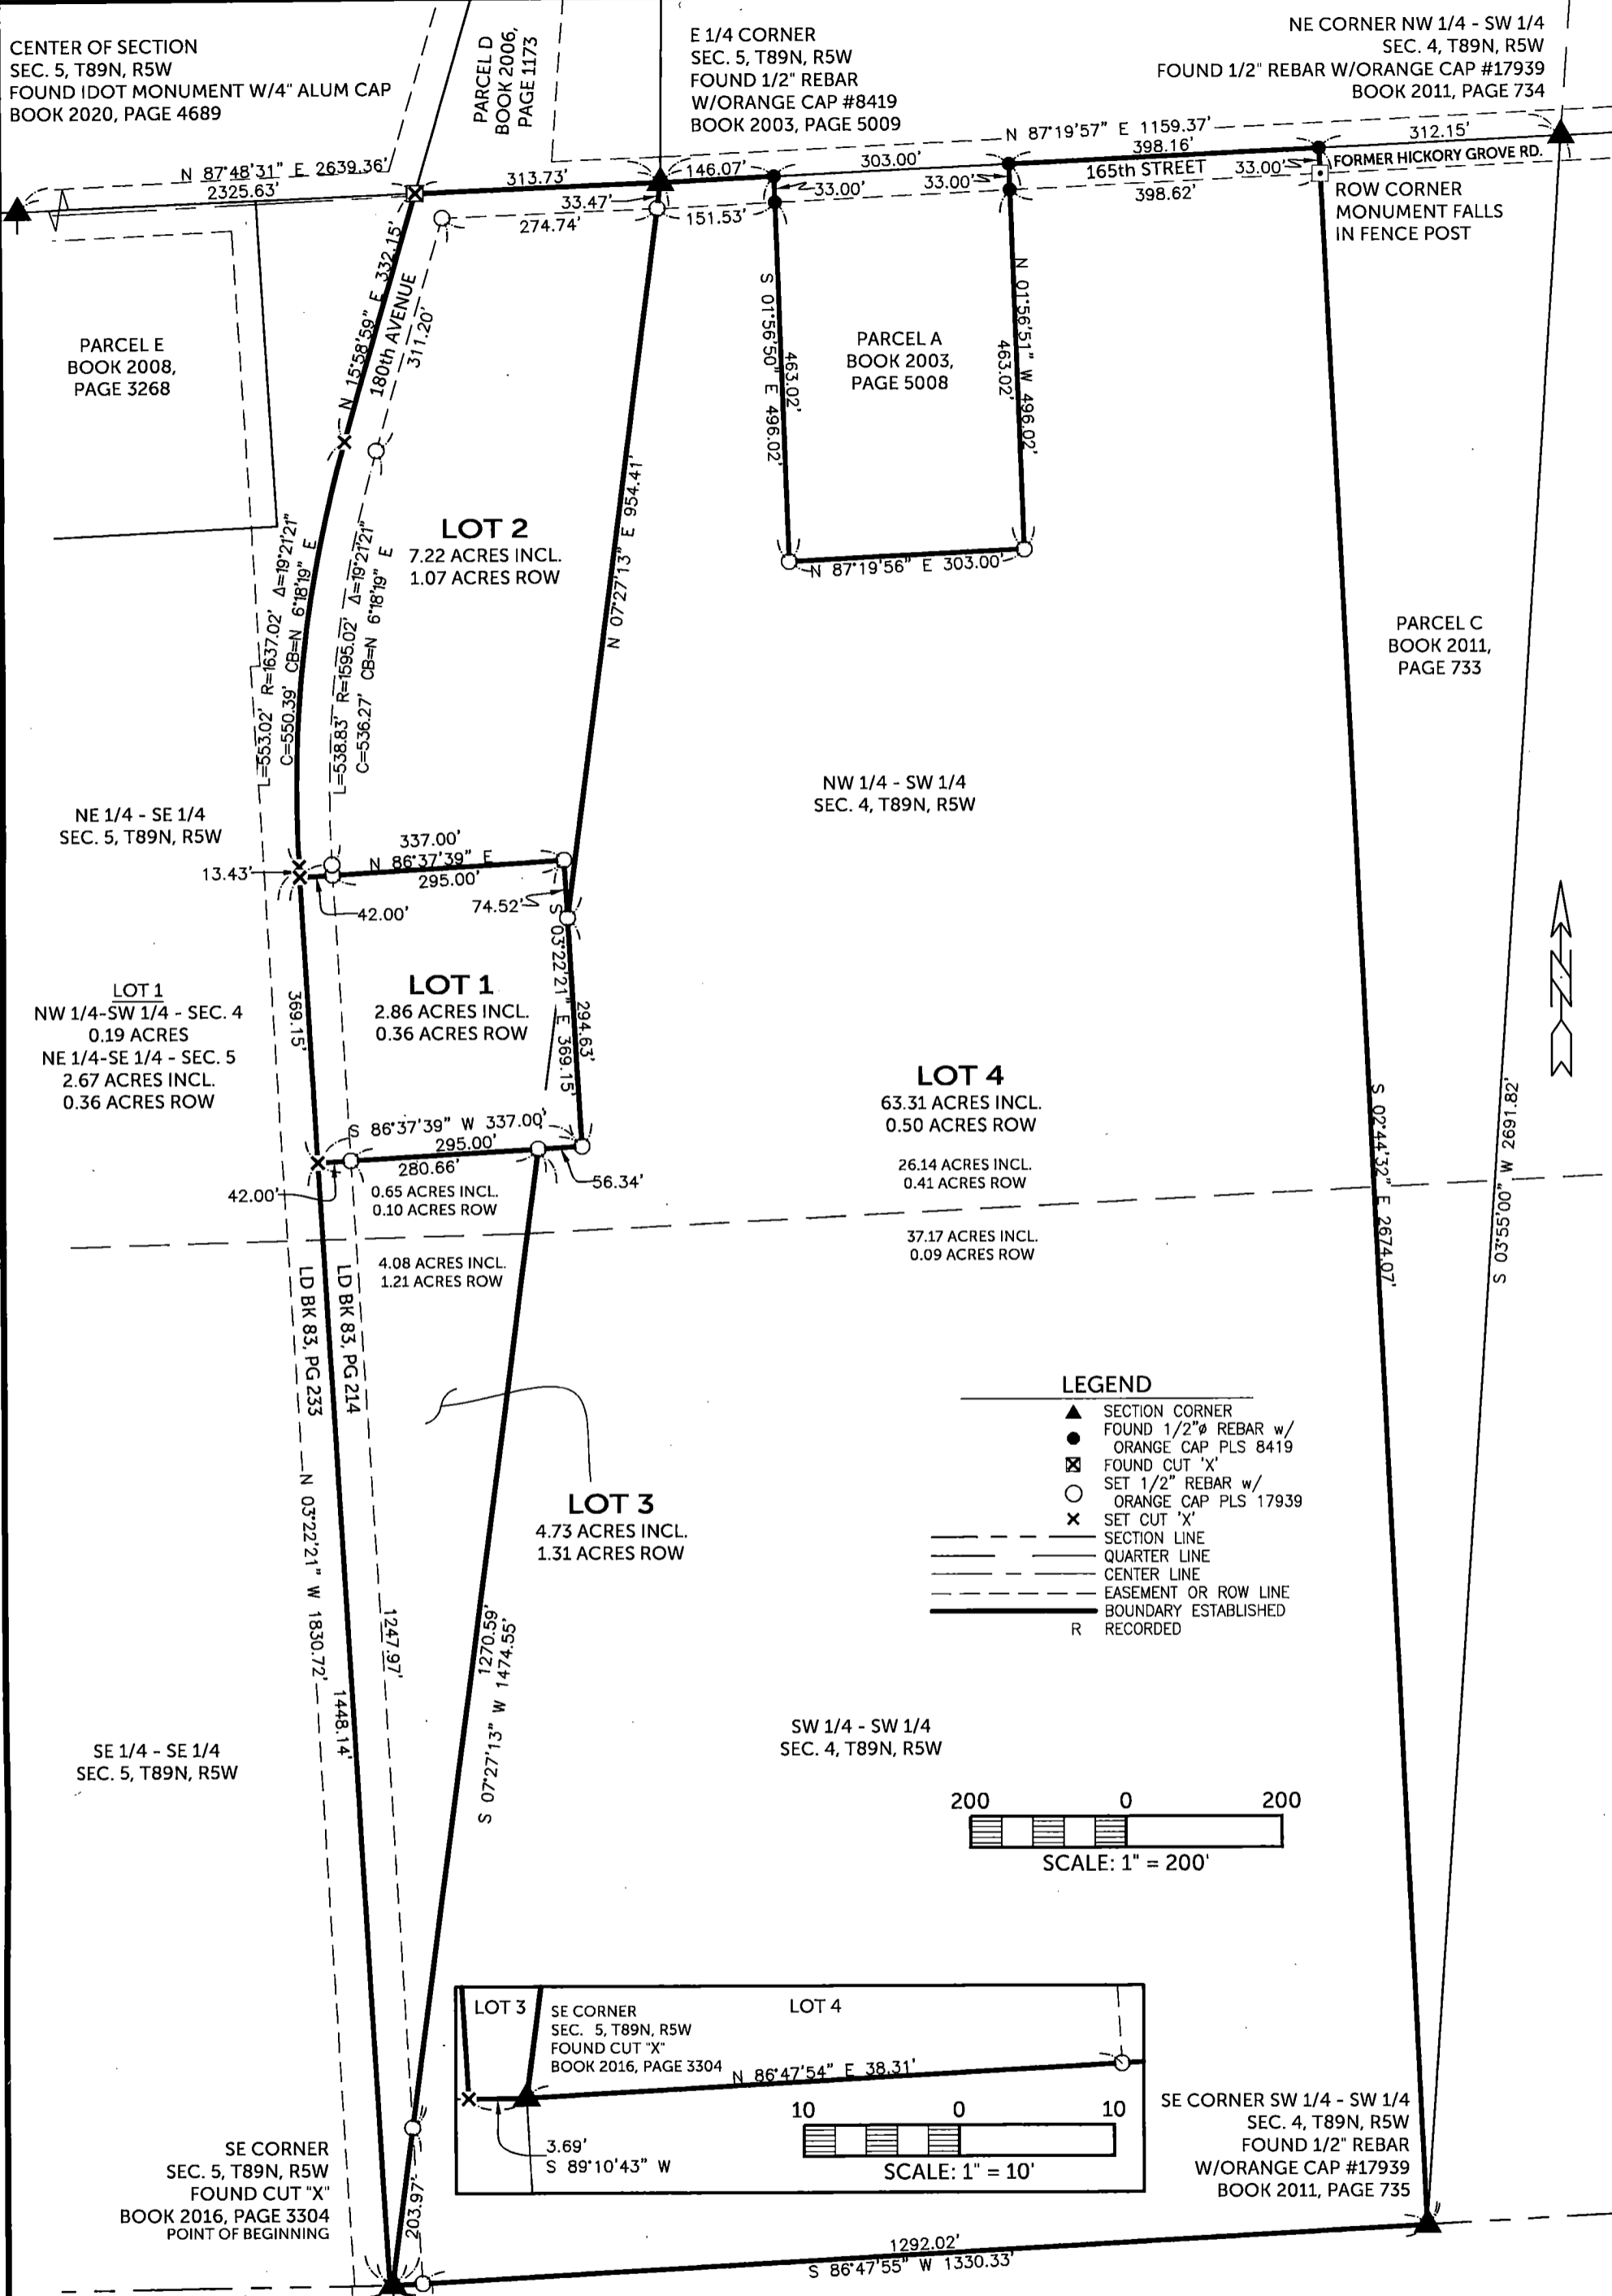 CENTER OF SECTION
SEC. 5, T89N, R5W
FOUND IDOT MONUMENT W/4" ALUM CAP
BOOK 2020, PAGE 4689
PARCEL D
BOOK 2006,
PAGE 1173
E 1/4 CORNER
SEC. 5, T89N, R5W
FOUND 1/2" REBAR
W/ORANGE CAP #8419
BOOK 2003, PAGE 5009
NE CORNER NW 1/4 - SW 1/4
SEC. 4, T89N, R5W
FOUND 1/2" REBAR W/ORANGE CAP #17939
BOOK 2011, PAGE 734
N 87°19'57" E 1159.37'
N 87°48'31" E 2639.36'
2325.63'
313.73'
146.07'
303.00'
398.16'
312.15'
165th STREET
FORMER HICKORY GROVE RD.
33.47'
33.00'
33.00'
33.00'
274.74'
151.53'
398.62'
ROW CORNER
MONUMENT FALLS
IN FENCE POST
N 15°58'59" E 332.15'
180th AVENUE
311.20'
PARCEL E
BOOK 2008,
PAGE 3268
S 01°56'50" E 496.02'
463.02'
PARCEL A
BOOK 2003,
PAGE 5008
N 01°56'51" W 496.02'
463.02'
N 87°19'56" E 303.00'
LOT 2
7.22 ACRES INCL.
1.07 ACRES ROW
N 07°27'13" E 954.41'
L=553.02' R=1637.02' Δ=19°21'21"
C=550.39' CB=N 6°18'19" E
L=538.83' R=1595.02' Δ=19°21'21"
C=536.27' CB=N 6°18'19" E
PARCEL C
BOOK 2011,
PAGE 733
NW 1/4 - SW 1/4
SEC. 4, T89N, R5W
NE 1/4 - SE 1/4
SEC. 5, T89N, R5W
337.00'
N 86°37'39" E
295.00'
13.43'
42.00'
74.52'
LOT 1
2.86 ACRES INCL.
0.36 ACRES ROW
S 03°22'21" E 369.15'
294.63'
369.15'
LOT 1
NW 1/4-SW 1/4 - SEC. 4
0.19 ACRES
NE 1/4-SE 1/4 - SEC. 5
2.67 ACRES INCL.
0.36 ACRES ROW
LOT 4
63.31 ACRES INCL.
0.50 ACRES ROW
26.14 ACRES INCL.
0.41 ACRES ROW
37.17 ACRES INCL.
0.09 ACRES ROW
S 86°37'39" W 337.00'
295.00'
280.66'
56.34'
42.00'
0.65 ACRES INCL.
0.10 ACRES ROW
4.08 ACRES INCL.
1.21 ACRES ROW
S 02°44'32" E 2674.07'
S 03°55'00" W 2691.82'
N
LD BK 83, PG 233
LD BK 83, PG 214
N 03°22'21" W 1830.72'
1448.14'
1247.97'
LOT 3
4.73 ACRES INCL.
1.31 ACRES ROW
1270.59'
S 07°27'13" W 1474.55'
LEGEND
SECTION CORNER
FOUND 1/2"ø REBAR w/
ORANGE CAP PLS 8419
FOUND CUT 'X'
SET 1/2" REBAR w/
ORANGE CAP PLS 17939
SET CUT 'X'
SECTION LINE
QUARTER LINE
CENTER LINE
EASEMENT OR ROW LINE
BOUNDARY ESTABLISHED
R RECORDED
SE 1/4 - SE 1/4
SEC. 5, T89N, R5W
SW 1/4 - SW 1/4
SEC. 4, T89N, R5W
200 0 200
SCALE: 1" = 200'
LOT 3
SE CORNER
SEC. 5, T89N, R5W
FOUND CUT "X"
BOOK 2016, PAGE 3304
LOT 4
N 86°47'54" E 38.31'
3.69'
S 89°10'43" W
10 0 10
SCALE: 1" = 10'
SE CORNER SW 1/4 - SW 1/4
SEC. 4, T89N, R5W
FOUND 1/2" REBAR
W/ORANGE CAP #17939
BOOK 2011, PAGE 735
SE CORNER
SEC. 5, T89N, R5W
FOUND CUT "X"
BOOK 2016, PAGE 3304
POINT OF BEGINNING
203.97'
1292.02'
S 86°47'55" W 1330.33'